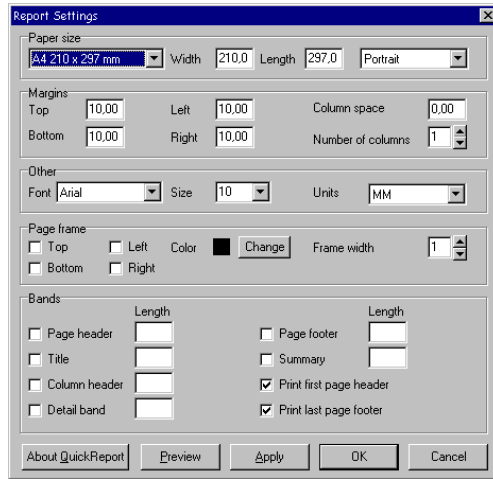 Report Settings
Paper size
A4 210 x 297 mm Width 210,0 Length 297,0 Portrait
Margins
Top 10,00 Left 10,00 Column space 0,00
Bottom 10,00 Right 10,00 Number of columns 1
Other
Font Arial Size 10 Units MM
Page frame
Top Left Color Change Frame width 1
Bottom Right
Bands
Length Length
Page header Page footer
Title Summary
Column header Print first page header
Detail band Print last page footer
About QuickReport Preview Apply OK Cancel